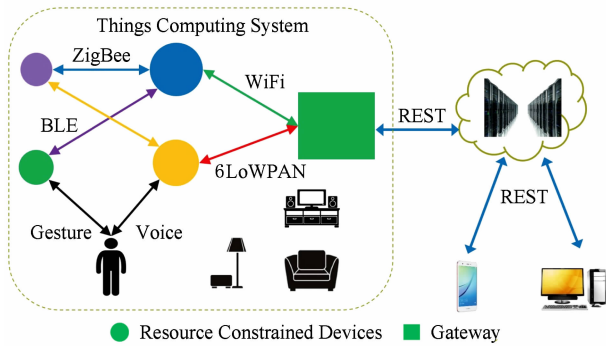 Things Computing System
ZigBee
WiFi
REST
BLE
6LoWPAN
REST
Gesture
Voice
Resource Constrained Devices
Gateway